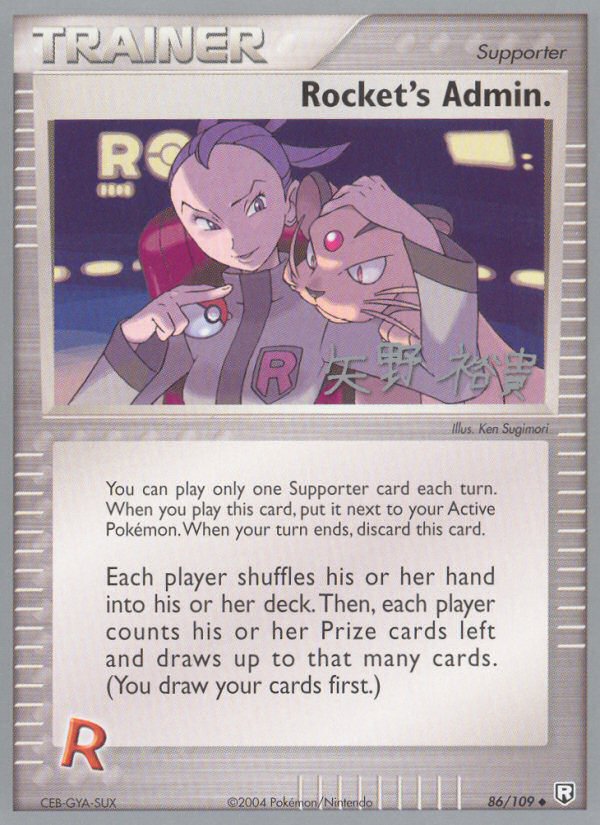 TRAINER
Supporter
Rocket's Admin.
R
R
矢野 裕貴
Illus. Ken Sugimori
You can play only one Supporter card each turn.
When you play this card, put it next to your Active
Pokémon. When your turn ends, discard this card.
Each player shuffles his or her hand
into his or her deck. Then, each player
counts his or her Prize cards left
and draws up to that many cards.
(You draw your cards first.)
R
CEB-GYA-SUX
©2004 Pokémon/Nintendo
86/109
R